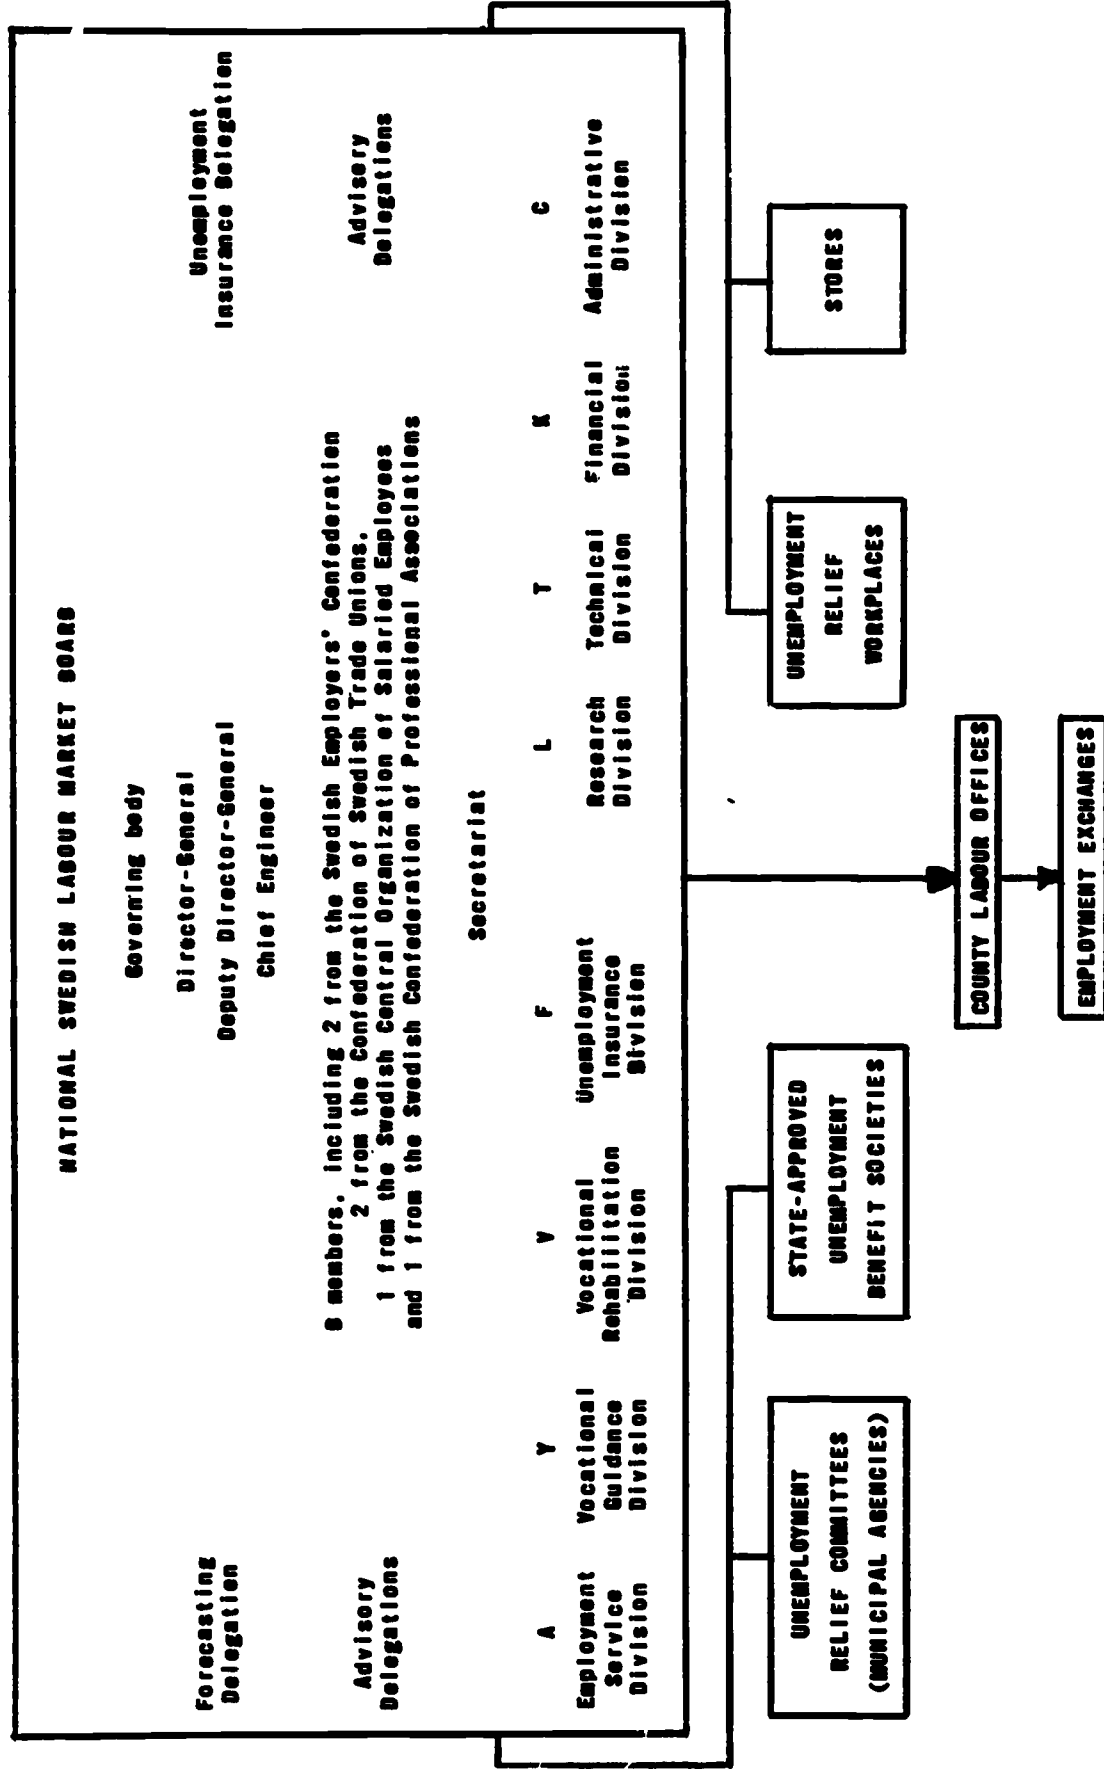 NATIONAL SWEDISH LABOUR MARKET BOARD
Governing body
Director-General
Deputy Director-General
Chief Engineer
Forecasting
Delegation
Unemployment
Insurance Delegation
8 members, including 2 from the Swedish Employers' Confederation
2 from the Confederation of Swedish Trade Unions,
1 from the Swedish Central Organization of Salaried Employees
and 1 from the Swedish Confederation of Professional Associations
Advisory
Delegations
Advisory
Delegations
Secretariat
A
Employment
Service
Division
Y
Vocational
Guidance
Division
V
Vocational
Rehabilitation
Division
F
Unemployment
Insurance
Division
L
Research
Division
T
Technical
Division
K
Financial
Division
C
Administrative
Division
UNEMPLOYMENT
RELIEF COMMITTEES
(MUNICIPAL AGENCIES)
STATE-APPROVED
UNEMPLOYMENT
BENEFIT SOCIETIES
UNEMPLOYMENT
RELIEF
WORKPLACES
STORES
COUNTY LABOUR OFFICES
EMPLOYMENT EXCHANGES